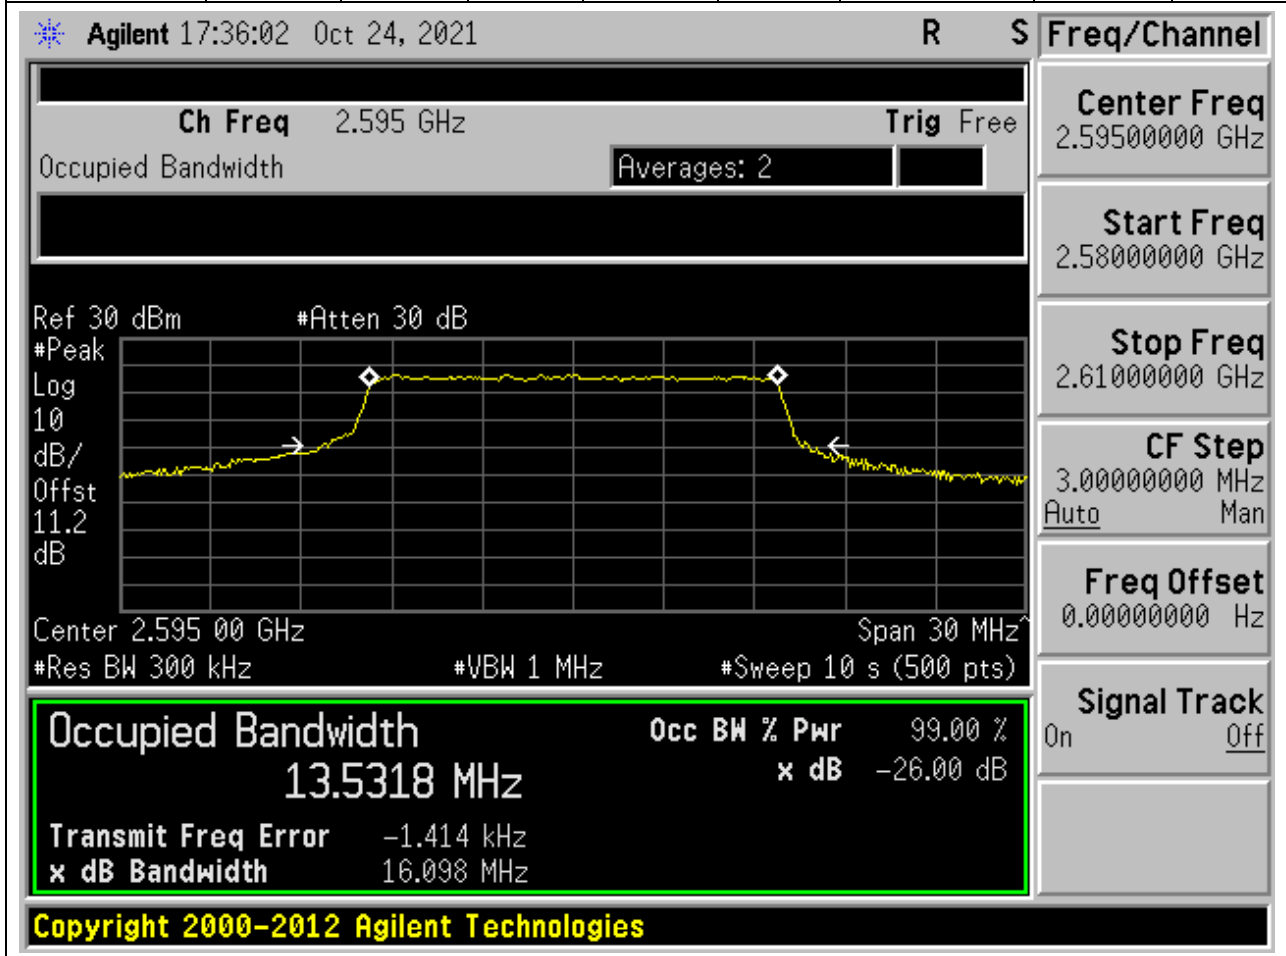 Agilent 17:36:02 Oct 24, 2021 R S
Freq/Channel
Ch Freq 2.595 GHz Trig Free
Occupied Bandwidth Averages: 2
Ref 30 dBm #Atten 30 dB
#Peak
Log
10
dB/
Offst
11.2
dB
Center 2.595 00 GHz Span 30 MHz^
#Res BW 300 kHz #VBW 1 MHz #Sweep 10 s (500 pts)
Occupied Bandwidth Occ BW % Pwr 99.00 %
13.5318 MHz x dB -26.00 dB
Transmit Freq Error -1.414 kHz
x dB Bandwidth 16.098 MHz
Copyright 2000-2012 Agilent Technologies
Center Freq
2.59500000 GHz
Start Freq
2.58000000 GHz
Stop Freq
2.61000000 GHz
CF Step
3.00000000 MHz
Auto Man
Freq Offset
0.00000000 Hz
Signal Track
On Off